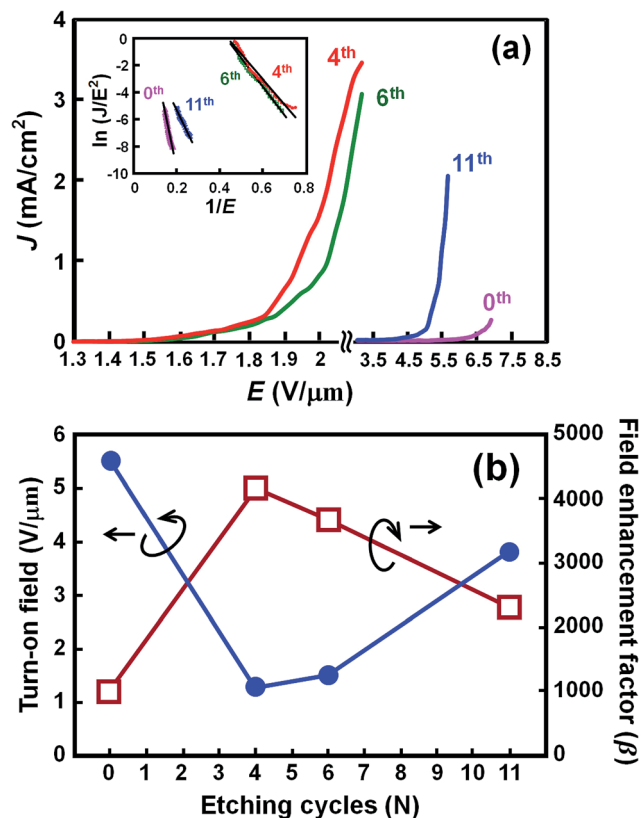 (a)
J (mA/cm²)
4
3
2
1
0
ln (J/E²)
0
-2
-4
-6
-8
-10
0th
11th
6th
4th
0 0.2 0.4 0.6 0.8
1/E
4th
6th
11th
0th
1.3 1.4 1.5 1.6 1.7 1.8 1.9 2 3.5 4.5 5.5 6.5 7.5 8.5
E (V/μm)
(b)
Turn-on field (V/μm)
6
5
4
3
2
1
0
5000
4000
3000
2000
1000
0
Field enhancement factor (β)
0 1 2 3 4 5 6 7 8 9 10 11
Etching cycles (N)